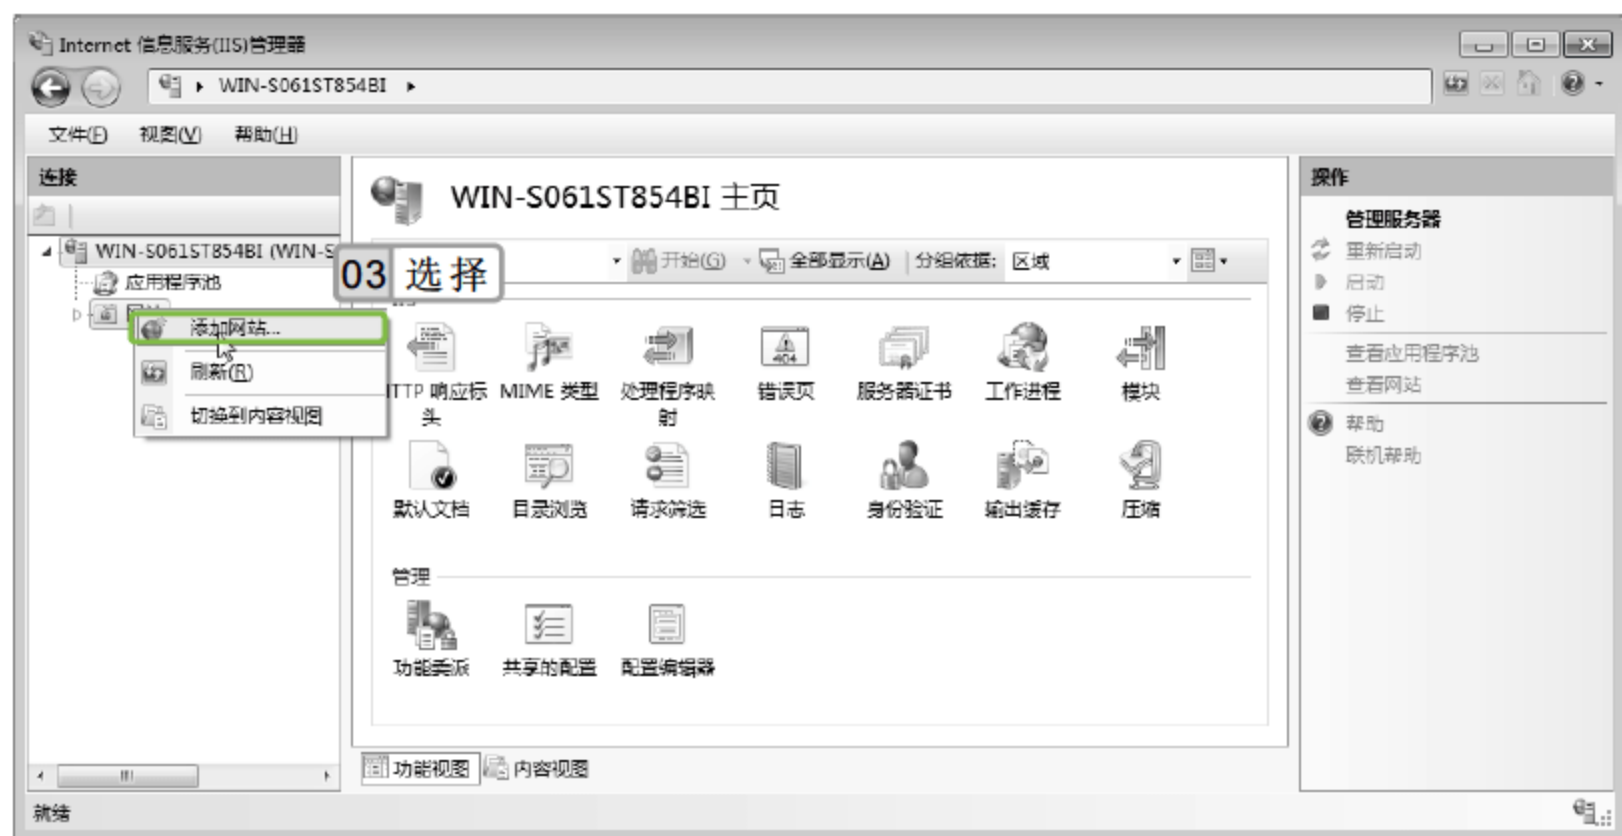 Internet 信息服务(IIS)管理器
WIN-S061ST854BI
文件(F) 视图(V) 帮助(H)
连接
WIN-S061ST854BI (WIN-S
应用程序池
添加网站...
刷新(R)
切换到内容视图
03 选择
WIN-S061ST854BI 主页
开始(G) 全部显示(A) 分组依据: 区域
HTTP 响应标头
MIME 类型
处理程序映射
错误页
服务器证书
工作进程
模块
默认文档
目录浏览
请求筛选
日志
身份验证
输出缓存
压缩
管理
功能委派
共享的配置
配置编辑器
功能视图 内容视图
操作
管理服务器
重新启动
启动
停止
查看应用程序池
查看网站
帮助
联机帮助
就绪